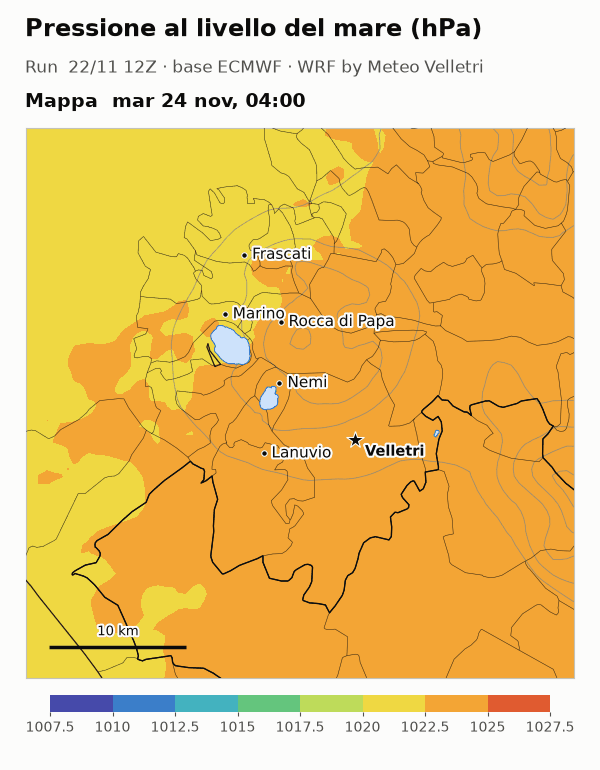 Pressione al livello del mare (hPa)
Run  22/11 12Z · base ECMWF · WRF by Meteo Velletri
Mappa  mar 24 nov, 04:00
Frascati
Marino
Rocca di Papa
Nemi
Velletri
Lanuvio
10 km
1007.5 1010 1012.5 1015 1017.5 1020 1022.5 1025 1027.5